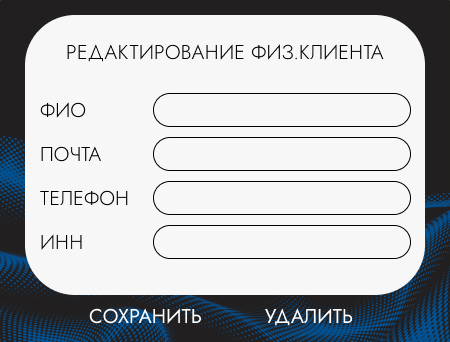 РЕДАКТИРОВАНИЕ ФИЗ.КЛИЕНТА
ФИО
ПОЧТА
ТЕЛЕФОН
ИНН
СОХРАНИТЬ УДАЛИТЬ